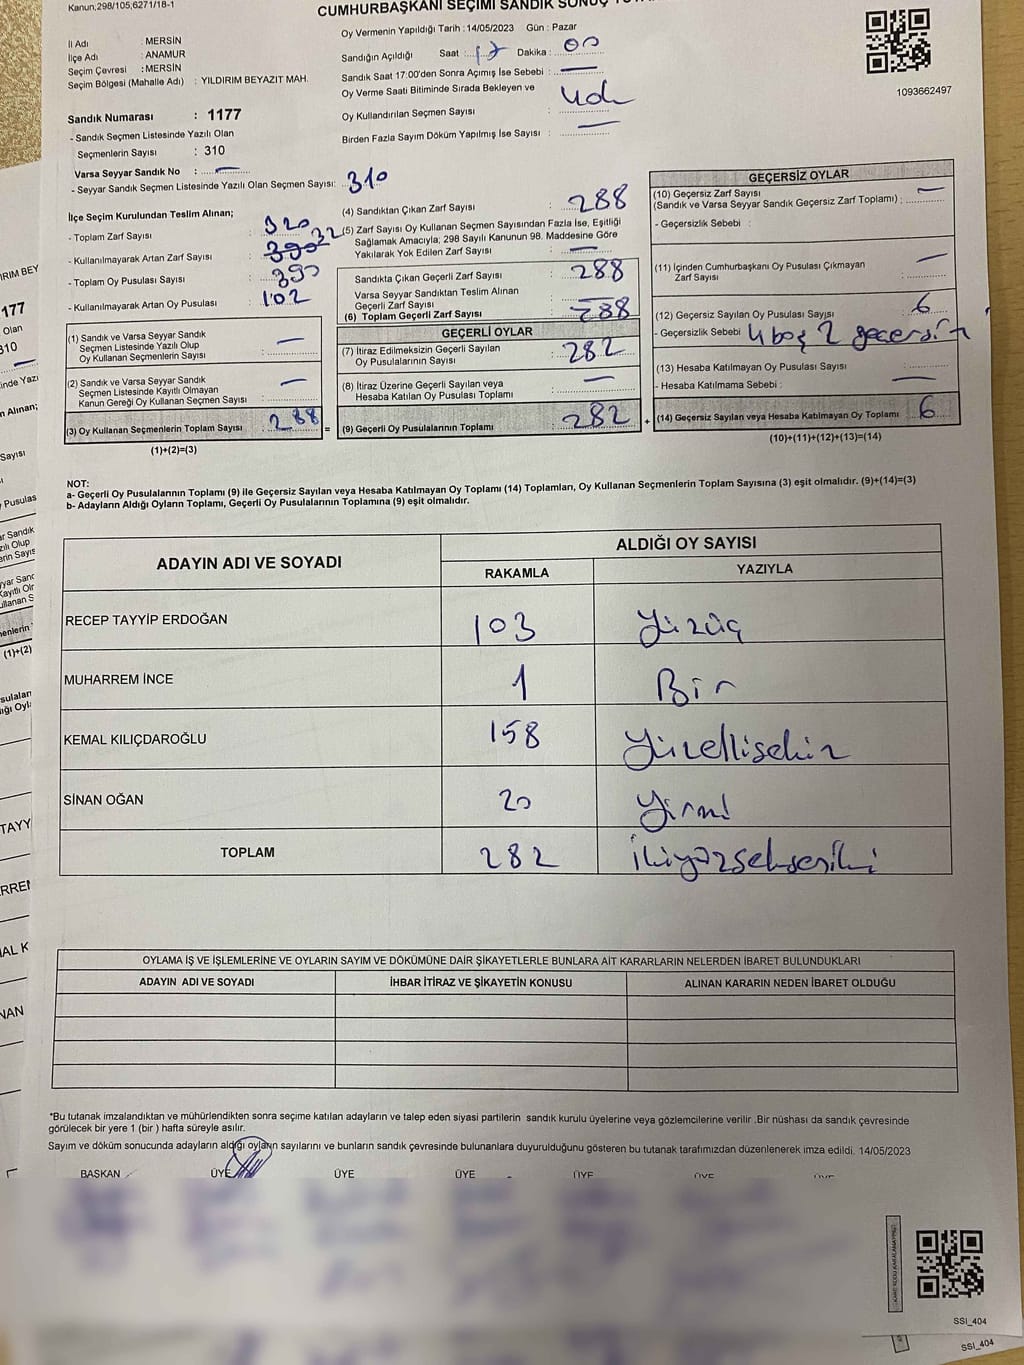 Kanun;298/105,6271/18-1
CUMHURBAŞKANI SEÇİMİ SANDIK SONUÇ
İl Adı : MERSİN
İlçe Adı : ANAMUR
Seçim Çevresi : MERSİN
Seçim Bölgesi (Mahalle Adı) : YILDIRIM BEYAZIT MAH.
Sandık Numarası : 1177
- Sandık Seçmen Listesinde Yazılı Olan
Seçmenlerin Sayısı : 310
Varsa Seyyar Sandık No : —
- Seyyar Sandık Seçmen Listesinde Yazılı Olan Seçmen Sayısı: 310
Oy Vermenin Yapıldığı Tarih : 14/05/2023 Gün : Pazar
Sandığın Açıldığı Saat : 17 Dakika : 00
Sandık Saat 17:00'den Sonra Açımış İse Sebebi : —
Oy Verme Saati Bitiminde Sırada Bekleyen ve
Oy Kullandırılan Seçmen Sayısı :
Birden Fazla Sayım Döküm Yapılmış İse Sayısı : —
1093662497
İlçe Seçim Kurulundan Teslim Alınan;
- Toplam Zarf Sayısı : 320
- Kullanılmayarak Artan Zarf Sayısı : 390 32
- Toplam Oy Pusulası Sayısı : 390
- Kullanılmayarak Artan Oy Pusulası : 102
(1) Sandık ve Varsa Seyyar Sandık
Seçmen Listesinde Yazılı Olup
Oy Kullanan Seçmenlerin Sayısı : —
(2) Sandık ve Varsa Seyyar Sandık
Seçmen Listesinde Kayıtlı Olmayan
Kanun Gereği Oy Kullanan Seçmen Sayısı : —
(3) Oy Kullanan Seçmenlerin Toplam Sayısı : 288 =
(1)+(2)=(3)
(4) Sandıktan Çıkan Zarf Sayısı : 288
(5) Zarf Sayısı Oy Kullanan Seçmen Sayısından Fazla İse, Eşitliği
Sağlamak Amacıyla; 298 Sayılı Kanunun 98. Maddesine Göre
Yakılarak Yok Edilen Zarf Sayısı : —
Sandıkta Çıkan Geçerli Zarf Sayısı : 288
Varsa Seyyar Sandıktan Teslim Alınan
Geçerli Zarf Sayısı : —
(6) Toplam Geçerli Zarf Sayısı : 288
GEÇERLİ OYLAR
(7) İtiraz Edilmeksizin Geçerli Sayılan
Oy Pusulalarının Sayısı : 282
(8) İtiraz Üzerine Geçerli Sayılan veya
Hesaba Katılan Oy Pusulası Toplamı : —
(9) Geçerli Oy Pusulalarının Toplamı : 282 +
GEÇERSİZ OYLAR
(10) Geçersiz Zarf Sayısı
(Sandık ve Varsa Seyyar Sandık Geçersiz Zarf Toplamı) : —
- Geçersizlik Sebebi :
(11) İçinden Cumhurbaşkanı Oy Pusulası Çıkmayan
Zarf Sayısı : —
(12) Geçersiz Sayılan Oy Pusulası Sayısı : 6
- Geçersizlik Sebebi : 4 boş 2 geçersiz
(13) Hesaba Katılmayan Oy Pusulası Sayısı :
- Hesaba Katılmama Sebebi : —
(14) Geçersiz Sayılan veya Hesaba Katılmayan Oy Toplamı 6
(10)+(11)+(12)+(13)=(14)
NOT:
a- Geçerli Oy Pusulalarının Toplamı (9) ile Geçersiz Sayılan veya Hesaba Katılmayan Oy Toplamı (14) Toplamları, Oy Kullanan Seçmenlerin Toplam Sayısına (3) eşit olmalıdır. (9)+(14)=(3)
b- Adayların Aldığı Oyların Toplamı, Geçerli Oy Pusulalarının Toplamına (9) eşit olmalıdır.
ADAYIN ADI VE SOYADI ALDIĞI OY SAYISI
RAKAMLA YAZIYLA
RECEP TAYYİP ERDOĞAN 103 Yüzüç
MUHARREM İNCE 1 Bir
KEMAL KILIÇDAROĞLU 158 Yüzellisekiz
SİNAN OĞAN 20 Yirmi
TOPLAM 282 İkiyüzsekseniki
OYLAMA İŞ VE İŞLEMLERİNE VE OYLARIN SAYIM VE DÖKÜMÜNE DAİR ŞİKAYETLERLE BUNLARA AİT KARARLARIN NELERDEN İBARET BULUNDUKLARI
ADAYIN ADI VE SOYADI İHBAR İTİRAZ VE ŞİKAYETİN KONUSU ALINAN KARARIN NEDEN İBARET OLDUĞU
*Bu tutanak imzalandıktan ve mühürlendikten sonra seçime katılan adayların ve talep eden siyasi partilerin sandık kurulu üyelerine veya gözlemcilerine verilir .Bir nüshası da sandık çevresinde
görülecek bir yere 1 (bir ) hafta süreyle asılır.
Sayım ve döküm sonucunda adayların aldığı oyların sayılarını ve bunların sandık çevresinde bulunanlara duyurulduğunu gösteren bu tutanak tarafımızdan düzenlenerek imza edildi. 14/05/2023
BAŞKAN ÜYE ÜYE ÜYE ÜYE ÜYE ÜYE
SSI_404
SSI_404